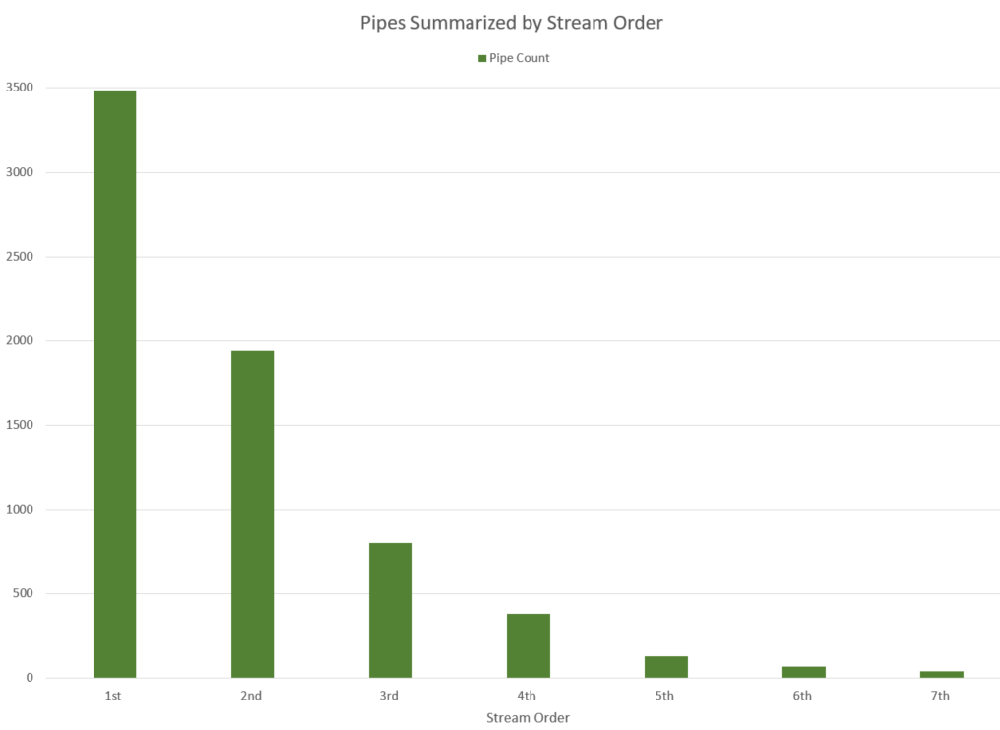 Pipes Summarized by Stream Order
Pipe Count
3500
3000
2500
2000
1500
1000
500
0
1st 2nd 3rd 4th 5th 6th 7th
Stream Order